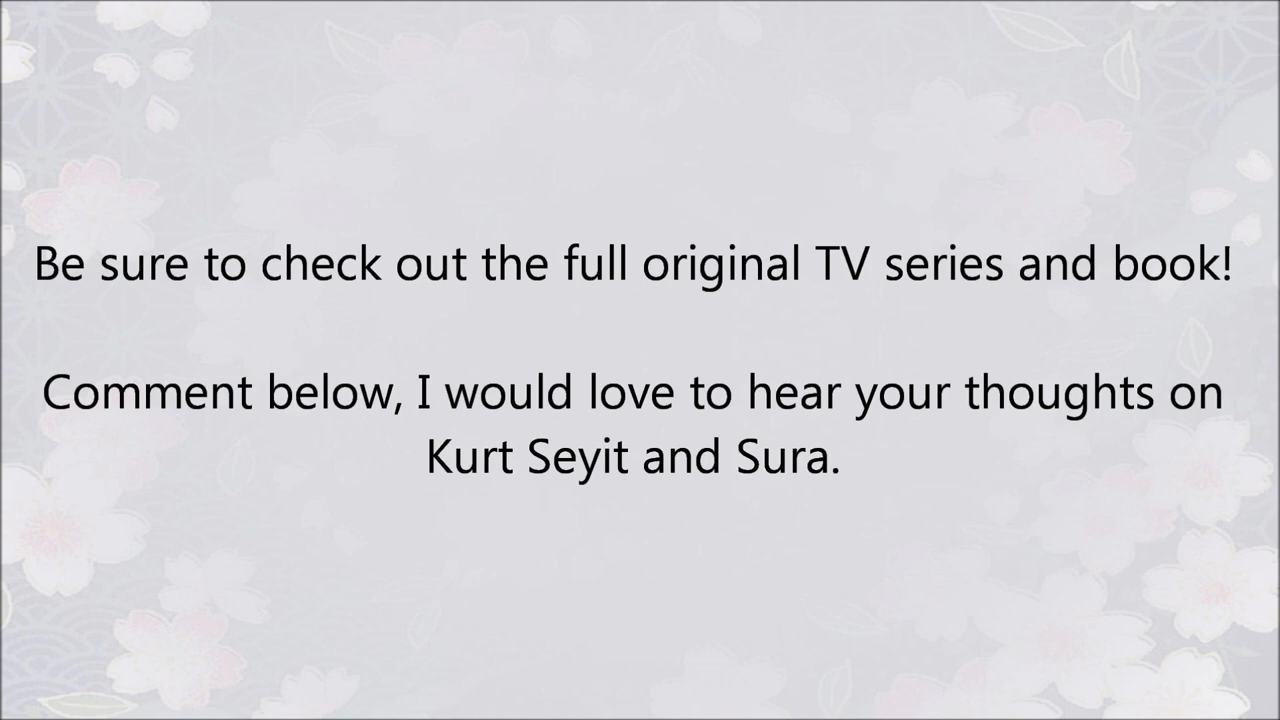 Be sure to check out the full original TV series and book!
Comment below, I would love to hear your thoughts on
Kurt Seyit and Sura.